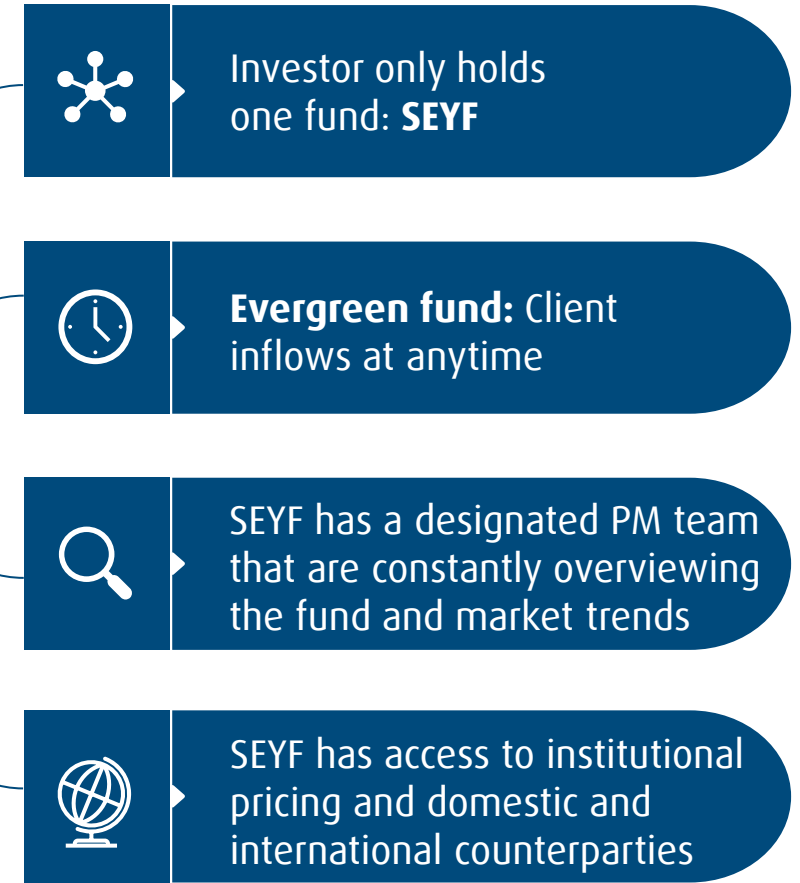 Investor only holds
one fund: SEYF
Evergreen fund: Client
inflows at anytime
SEYF has a designated PM team
that are constantly overviewing
the fund and market trends
SEYF has access to institutional
pricing and domestic and
international counterparties